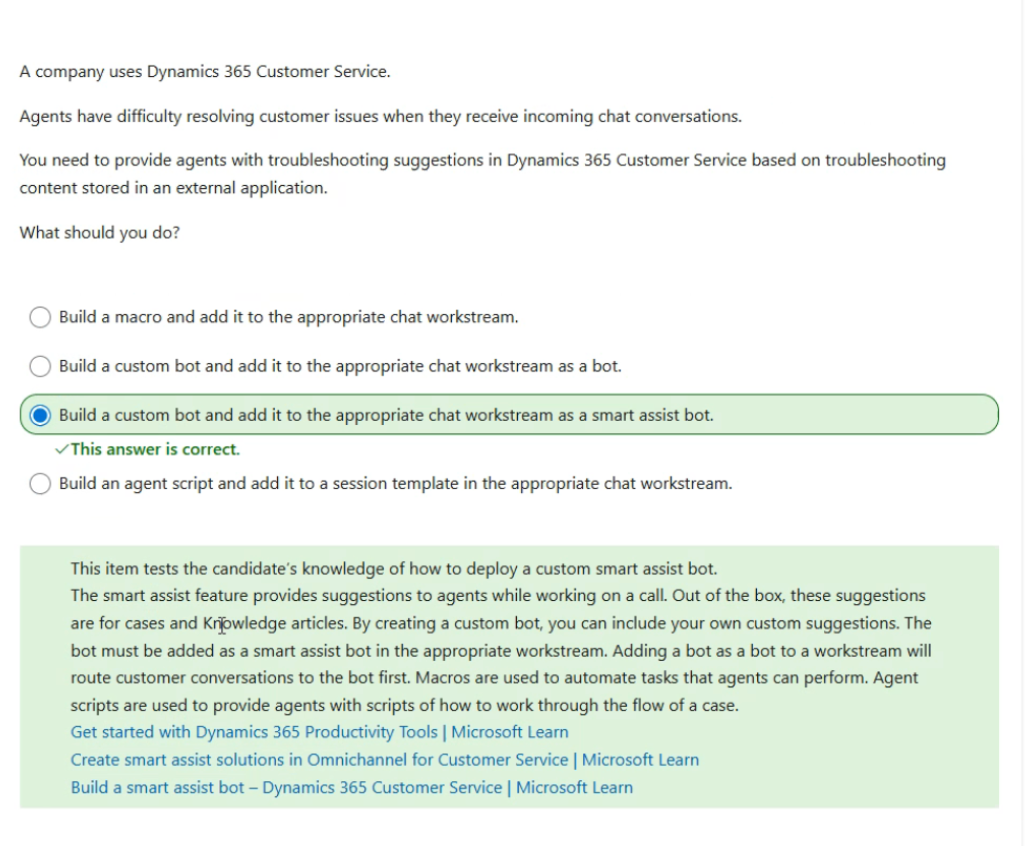 A company uses Dynamics 365 Customer Service.
Agents have difficulty resolving customer issues when they receive incoming chat conversations.
You need to provide agents with troubleshooting suggestions in Dynamics 365 Customer Service based on troubleshooting
content stored in an external application.
What should you do?
Build a macro and add it to the appropriate chat workstream.
Build a custom bot and add it to the appropriate chat workstream as a bot.
Build a custom bot and add it to the appropriate chat workstream as a smart assist bot.
✓This answer is correct.
Build an agent script and add it to a session template in the appropriate chat workstream.
This item tests the candidate's knowledge of how to deploy a custom smart assist bot.
The smart assist feature provides suggestions to agents while working on a call. Out of the box, these suggestions
are for cases and Knowledge articles. By creating a custom bot, you can include your own custom suggestions. The
bot must be added as a smart assist bot in the appropriate workstream. Adding a bot as a bot to a workstream will
route customer conversations to the bot first. Macros are used to automate tasks that agents can perform. Agent
scripts are used to provide agents with scripts of how to work through the flow of a case.
Get started with Dynamics 365 Productivity Tools | Microsoft Learn
Create smart assist solutions in Omnichannel for Customer Service | Microsoft Learn
Build a smart assist bot – Dynamics 365 Customer Service | Microsoft Learn